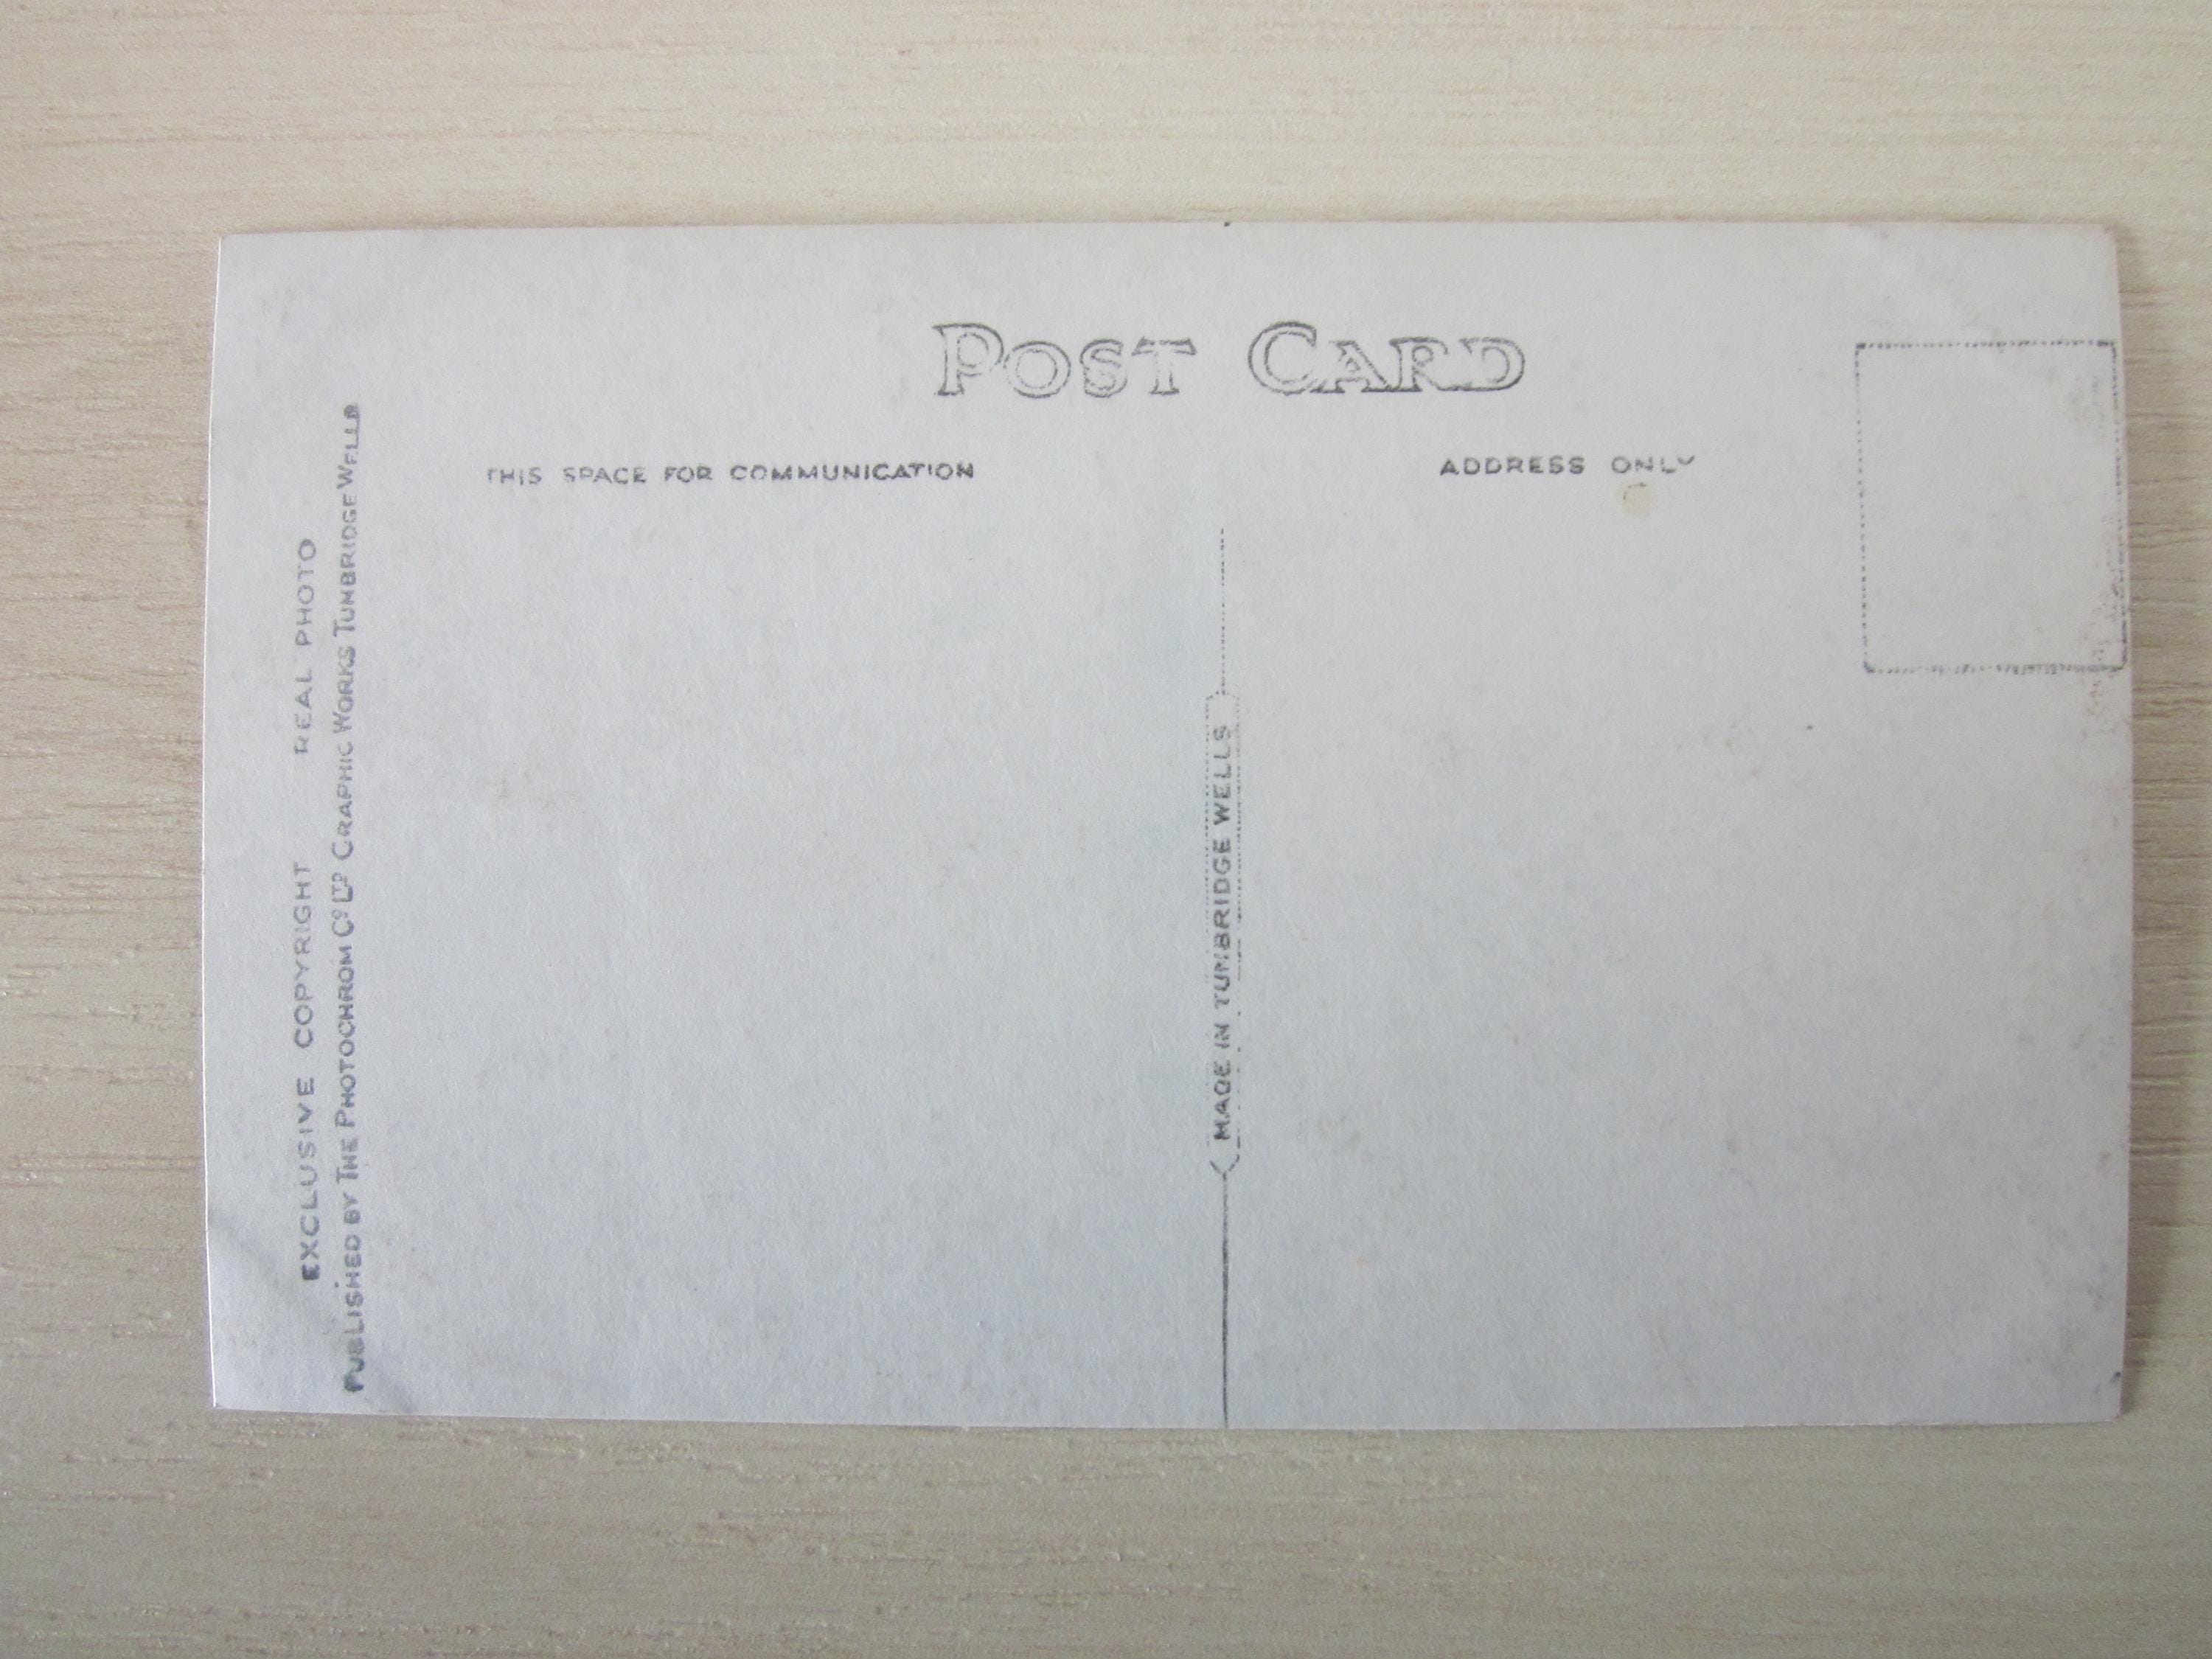 POST CARD
THIS SPACE FOR COMMUNICATION
ADDRESS ONLY
EXCLUSIVE COPYRIGHT REAL PHOTO
PUBLISHED BY THE PHOTOCHROM CO LTD GRAPHIC WORKS TUNBRIDGE WELLS
MADE IN TUNBRIDGE WELLS